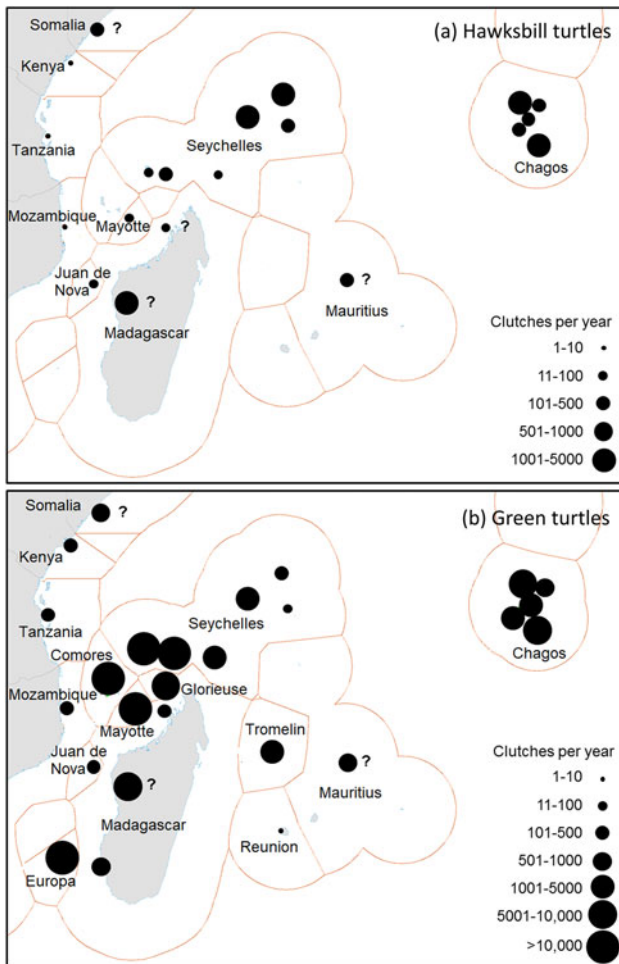 (a) Hawksbill turtles
Somalia
?
Kenya
Seychelles
Tanzania
Chagos
Mozambique
Mayotte
?
Juan de
Nova
?
?
Mauritius
Madagascar
Clutches per year
1-10
11-100
101-500
501-1000
1001-5000
(b) Green turtles
Somalia
?
Kenya
Seychelles
Tanzania
Comores
Chagos
Glorieuse
Mozambique
Mayotte
Tromelin
Juan de
Nova
?
?
Mauritius
Madagascar
Reunion
Europa
Clutches per year
1-10
11-100
101-500
501-1000
1001-5000
5001-10,000
>10,000